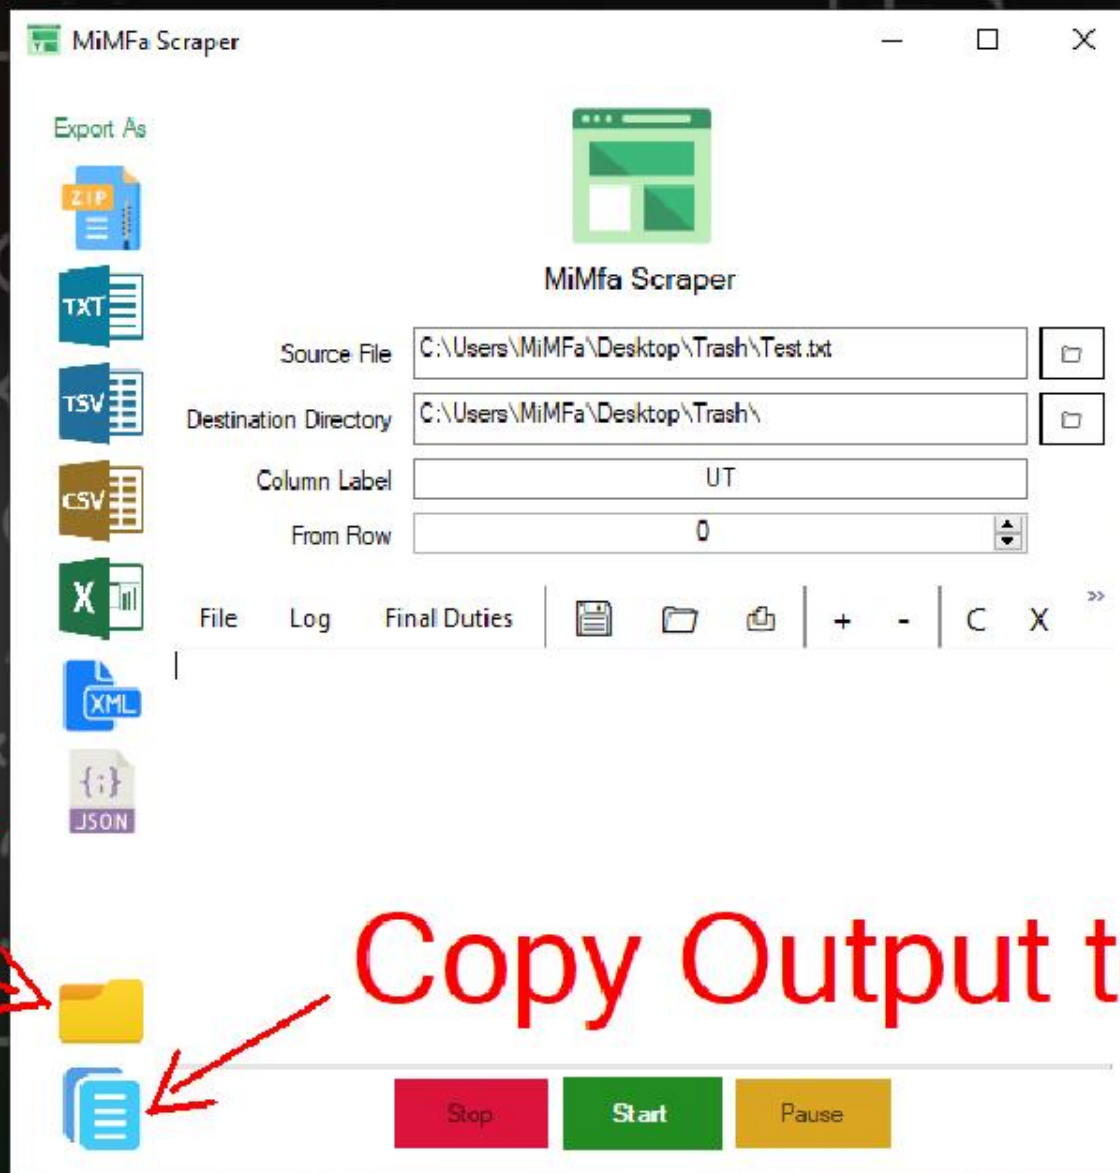 MiMFa Scraper
Export As
ZIP
TXT
TSV
CSV
X
XML
{;}
JSON
MiMfa Scraper
Source File C:\Users\MiMFa\Desktop\Trash\Test.txt
Destination Directory C:\Users\MiMFa\Desktop\Trash\
Column Label UT
From Row 0
File Log Final Duties + - C X »
Copy Output t
Stop Start Pause